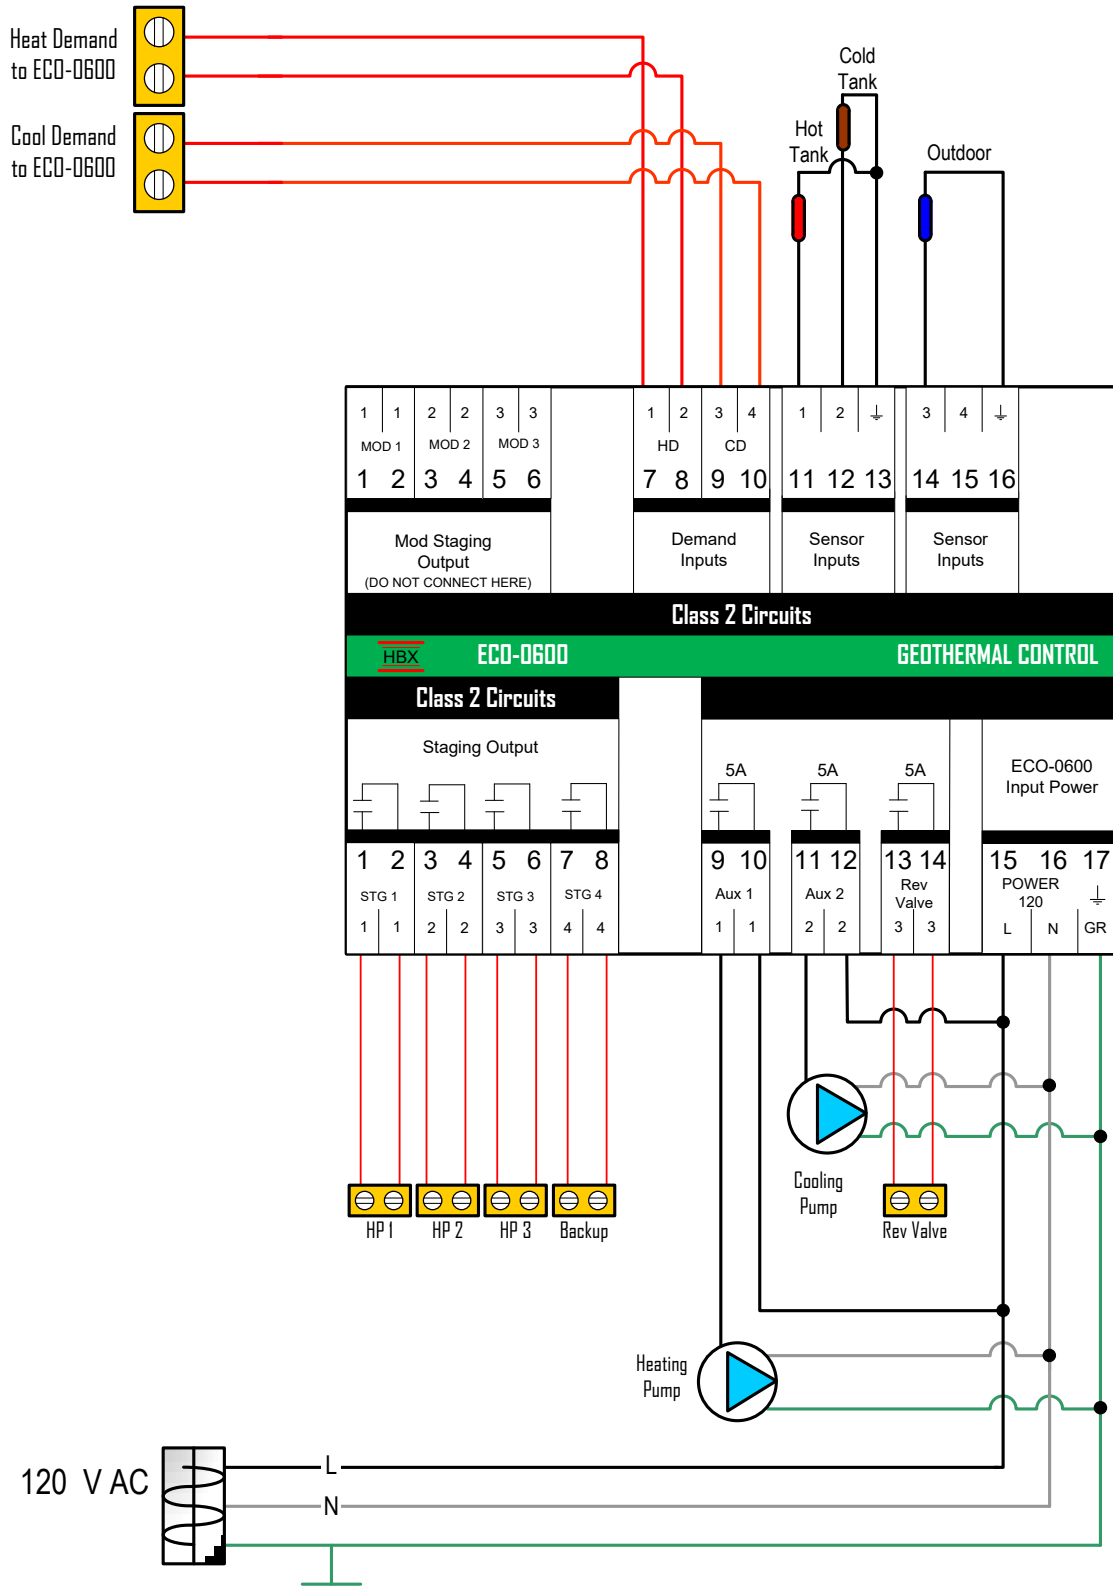 Heat Demand
to ECO-0600
Cool Demand
to ECO-0600
Cold
Tank
Hot
Tank
Outdoor
1 1 2 2 3 3
MOD 1 MOD 2 MOD 3
1 2 3 4 5 6
Mod Staging
Output
(DO NOT CONNECT HERE)
1 2 3 4
HD CD
7 8 9 10
Demand
Inputs
1 2
11 12 13
Sensor
Inputs
3 4
14 15 16
Sensor
Inputs
Class 2 Circuits
HBX ECO-0600 GEOTHERMAL CONTROL
Class 2 Circuits
Staging Output
5A 5A 5A
ECO-0600
Input Power
1 2 3 4 5 6 7 8
STG 1 STG 2 STG 3 STG 4
1 1 2 2 3 3 4 4
9 10 11 12 13 14
Aux 1 Aux 2 Rev
Valve
1 1 2 2 3 3
15 16 17
POWER
120
L N GR
HP 1 HP 2 HP 3 Backup
Cooling
Pump
Rev Valve
Heating
Pump
120 V AC
L
N